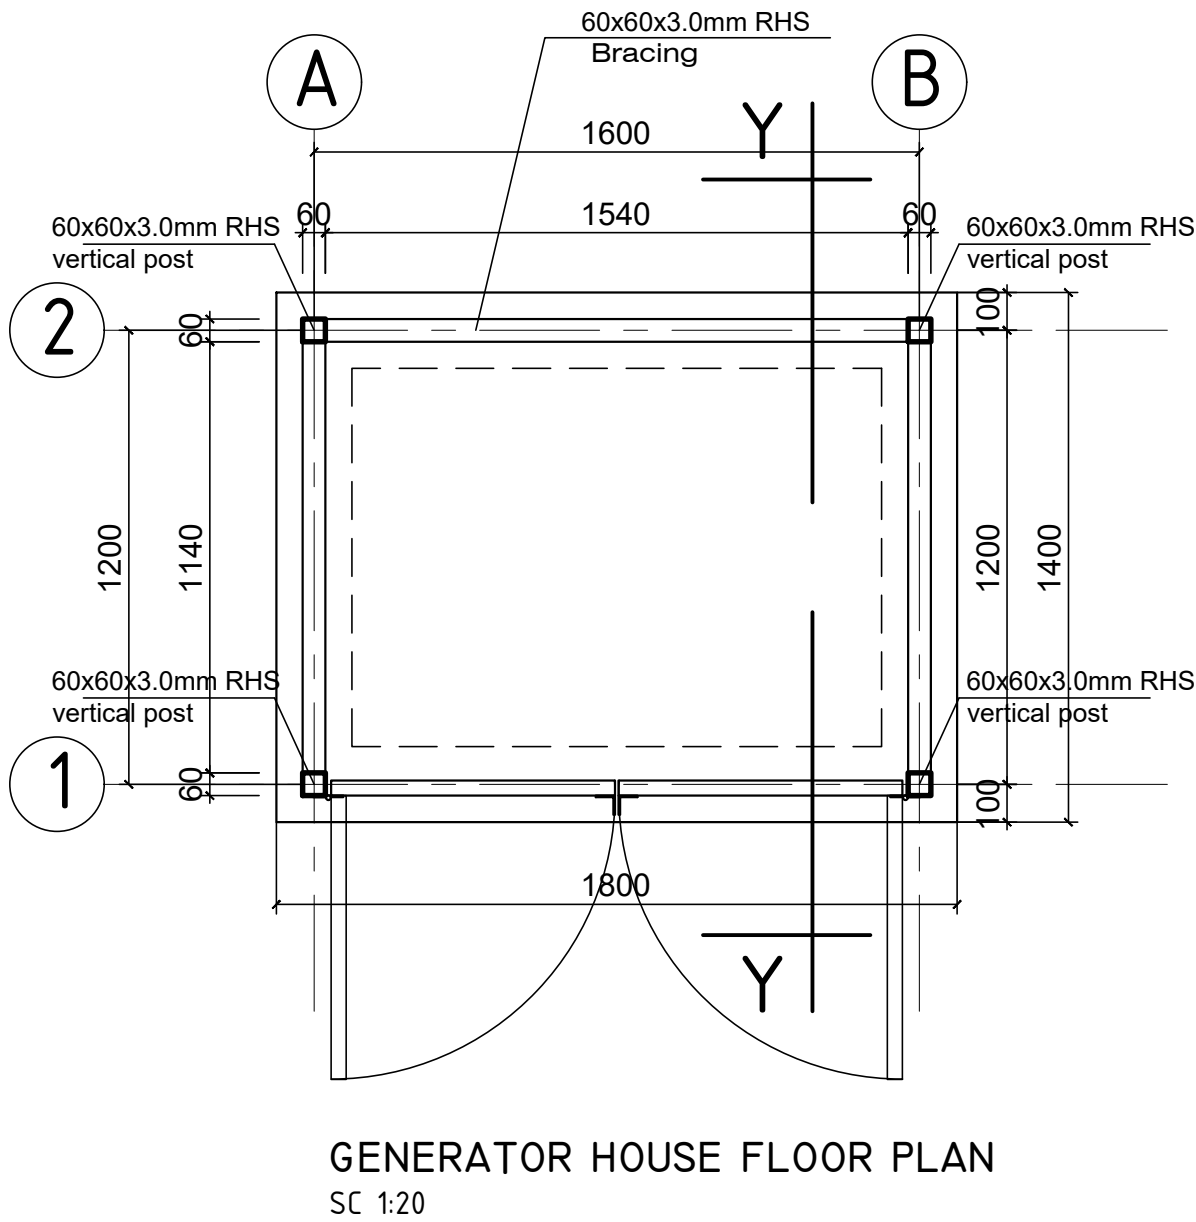 60x60x3.0mm RHS
Bracing
A
B
1600
Y
60
1540
60
60x60x3.0mm RHS
vertical post
60x60x3.0mm RHS
vertical post
2
60
100
1200
1140
1200
1400
60x60x3.0mm RHS
vertical post
60x60x3.0mm RHS
vertical post
1
60
100
1800
Y
GENERATOR HOUSE FLOOR PLAN
SC 1:20